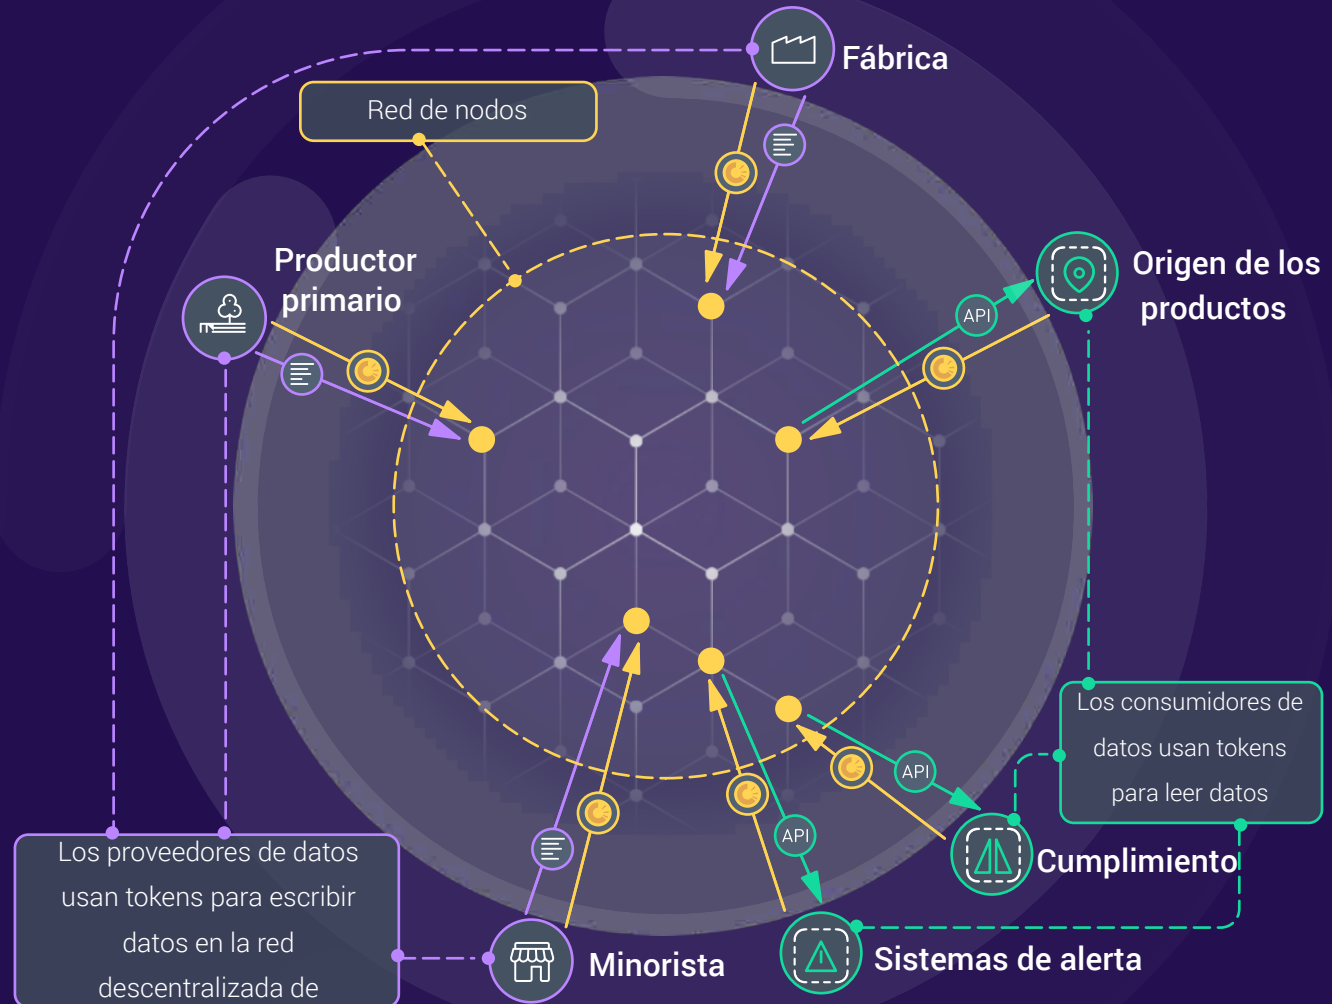 Fábrica
Red de nodos
Productor
primario
Origen de los
productos
API
API
API
Los consumidores de
datos usan tokens
para leer datos
Cumplimiento
Los proveedores de datos
usan tokens para escribir
datos en la red
descentralizada de
Minorista
Sistemas de alerta